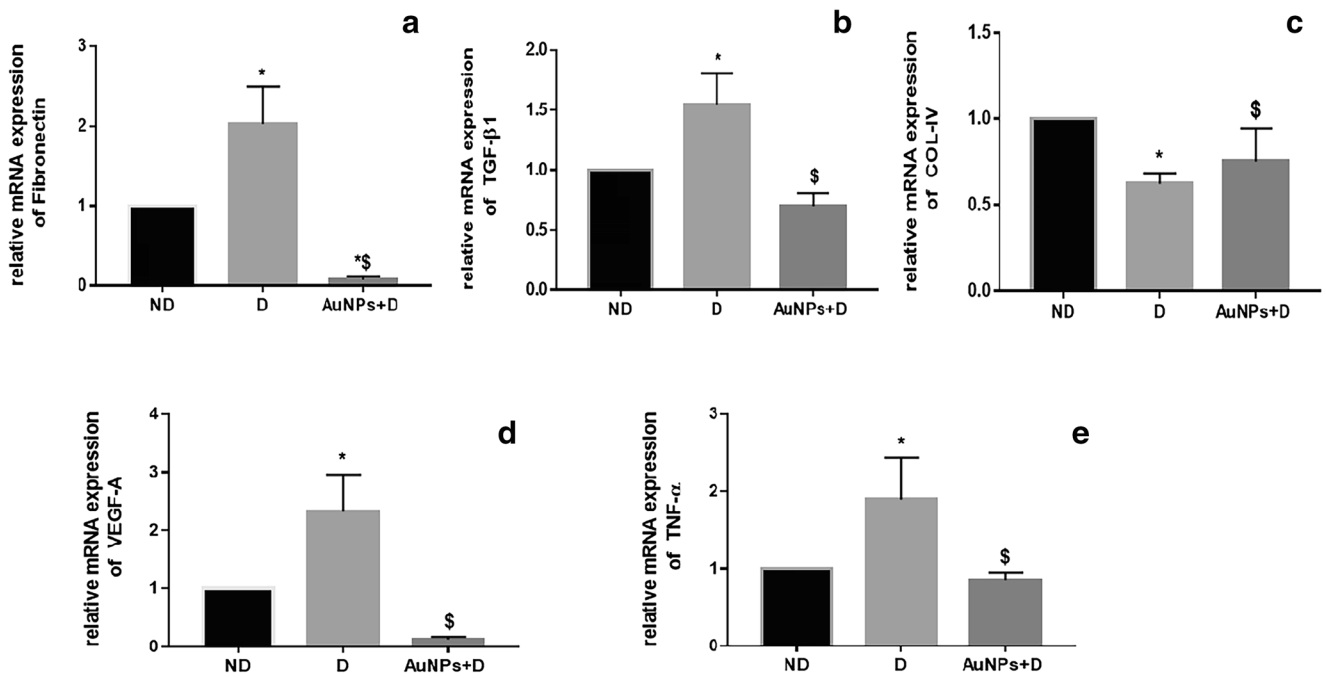 a
relative mRNA expression
of Fibronectin
3
2
1
0
*
*$
ND D AuNPs+D
b
relative mRNA expression
of TGF-β1
2.0
1.5
1.0
0.5
0.0
*
$
ND D AuNPs+D
c
relative mRNA expression
of COL-IV
1.5
1.0
0.5
0.0
*
$
ND D AuNPs+D
d
relative mRNA expression
of VEGF-A
4
3
2
1
0
*
$
ND D AuNPs+D
e
relative mRNA expression
of TNF-α
3
2
1
0
*
$
ND D AuNPs+D